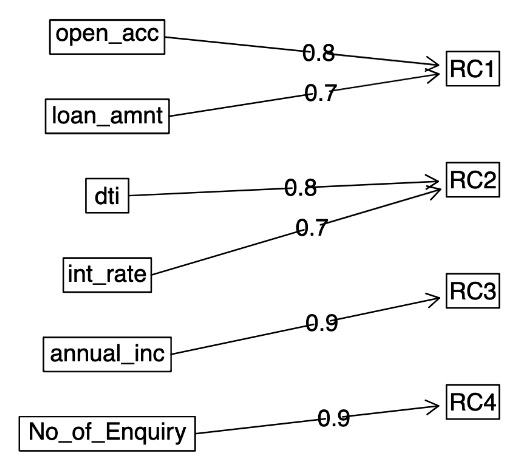 open_acc
0.8
RC1
loan_amnt
0.7
dti
0.8
RC2
int_rate
0.7
annual_inc
0.9
RC3
No_of_Enquiry
0.9
RC4